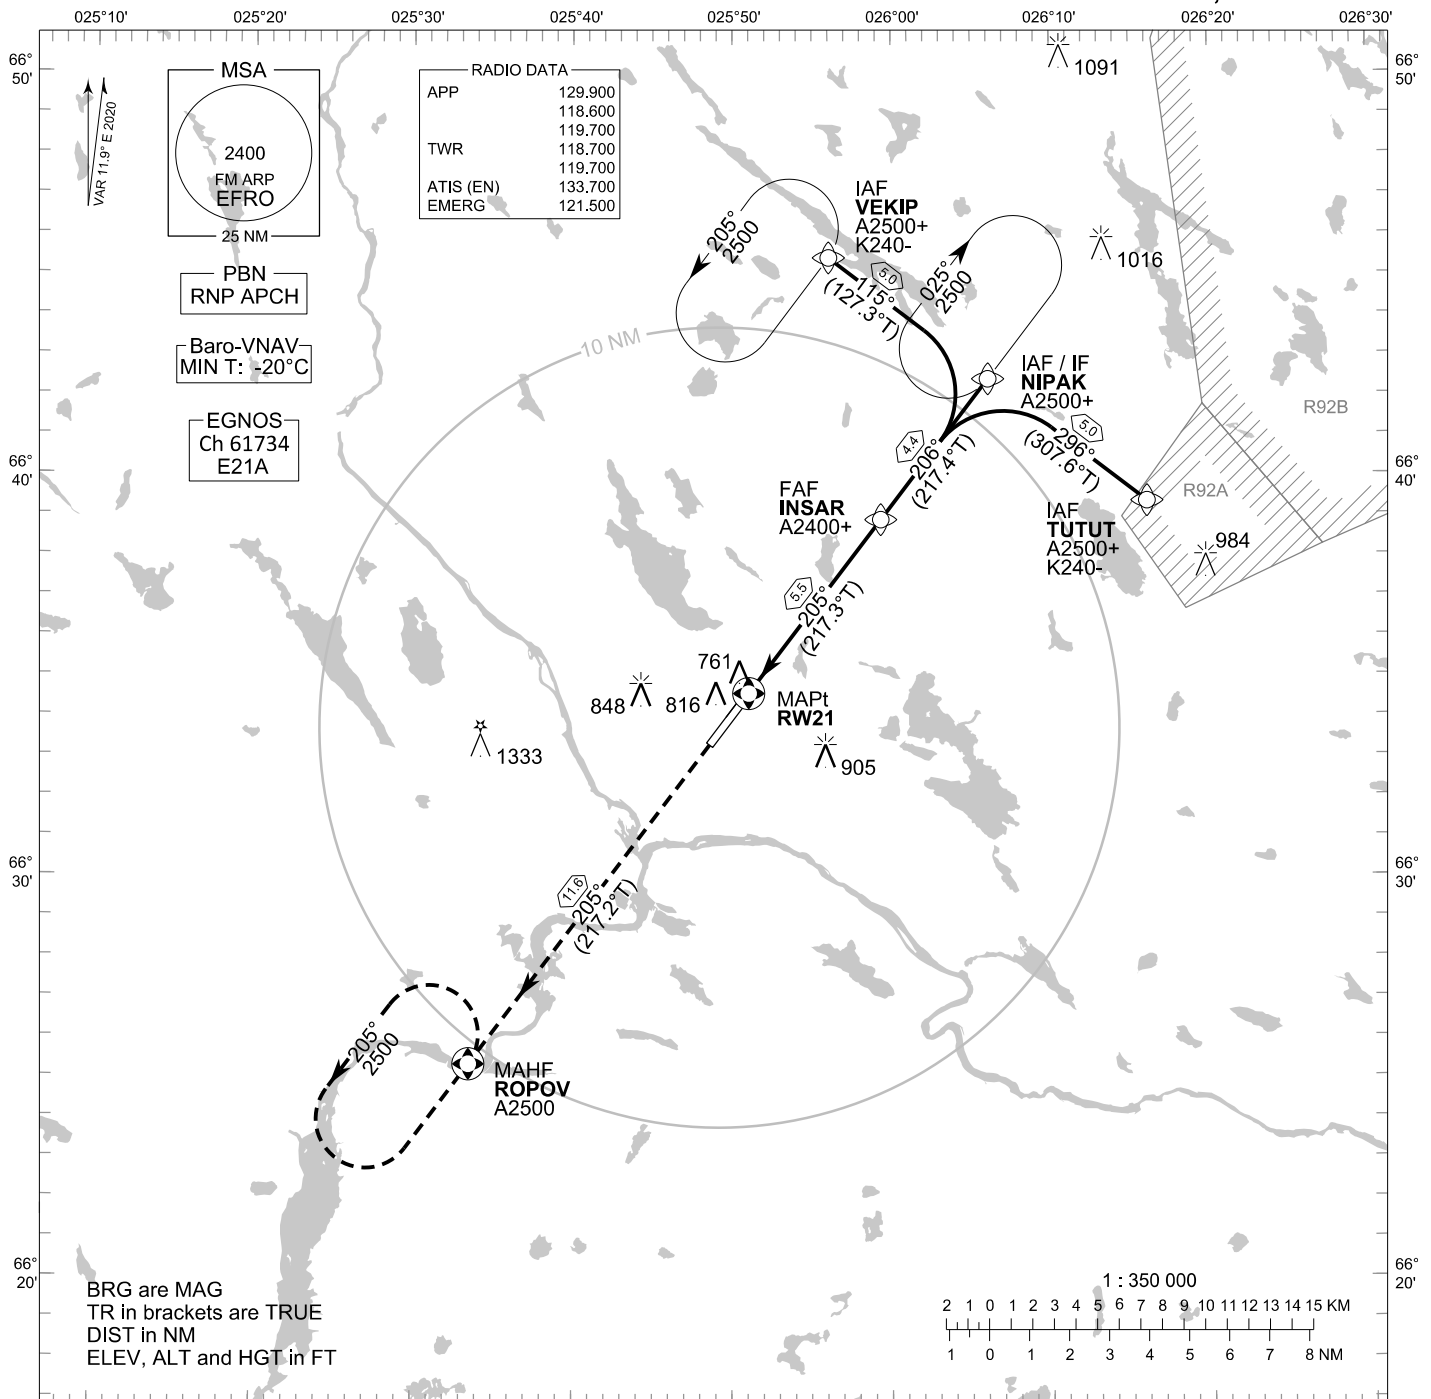 025°10'
025°20'
025°30'
025°40'
025°50'
026°00'
026°10'
026°20'
026°30'
66°
50'
66°
50'
VAR 11.9° E 2020
MSA
2400
FM ARP
EFRO
25 NM
RADIO DATA
APP 129.900
118.600
119.700
TWR 118.700
119.700
ATIS (EN) 133.700
EMERG 121.500
1091
PBN
RNP APCH
Baro-VNAV
MIN T: -20°C
EGNOS
Ch 61734
E21A
205°
2500
IAF
VEKIP
A2500+
K240-
5.0
115°
(127.3°T)
025°
2500
1016
10 NM
IAF / IF
NIPAK
A2500+
R92B
5.0
296°
(307.6°T)
4.4
206°
(217.4°T)
66°
40'
66°
40'
R92A
FAF
INSAR
A2400+
IAF
TUTUT
A2500+
K240-
984
5.5
205°
(217.3°T)
761
848
816
MAPt
RW21
1333
905
66°
30'
66°
30'
11.6
205°
(217.2°T)
205°
2500
MAHF
ROPOV
A2500
66°
20'
66°
20'
BRG are MAG
TR in brackets are TRUE
DIST in NM
ELEV, ALT and HGT in FT
1 : 350 000
2 1 0 1 2 3 4 5 6 7 8 9 10 11 12 13 14 15 KM
1 0 1 2 3 4 5 6 7 8 NM